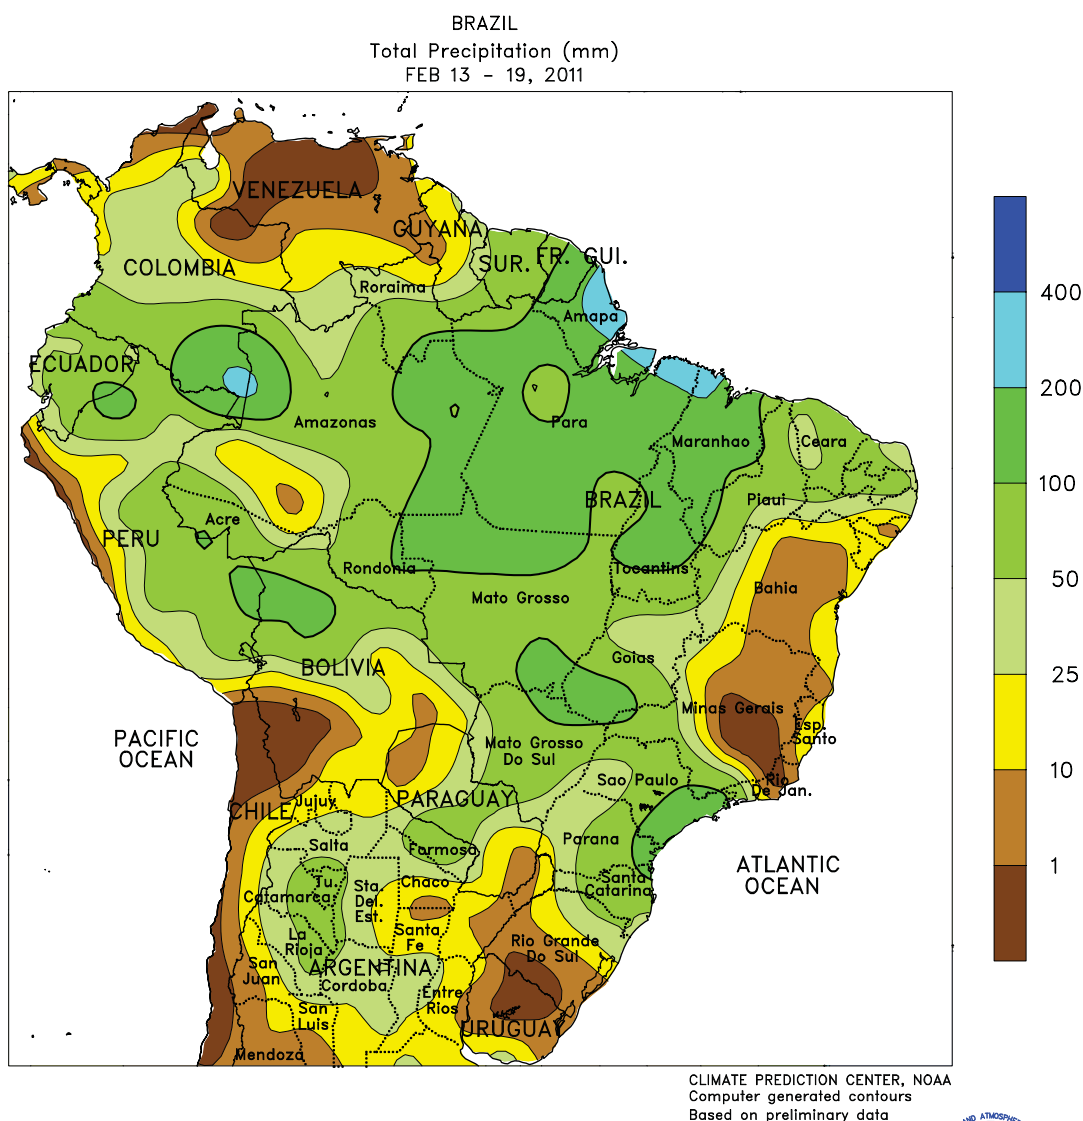 BRAZIL
Total Precipitation (mm)
FEB 13 - 19, 2011
VENEZUELA
GUYANA
COLOMBIA
SUR.
FR. GUI.
Roraima
Amapa
ECUADOR
Amazonas
Para
Maranhao
Ceara
BRAZIL
Piaui
Acre
PERU
Rondonia
Tocantins
Bahia
Mato Grosso
BOLIVIA
Goias
Minas Gerais
Esp.
Santo
PACIFIC
OCEAN
Mato Grosso
Do Sul
Sao Paulo
Rio
De Jan.
CHILE
Jujuy
PARAGUAY
Salta
Formosa
Parana
ATLANTIC
OCEAN
Tu.
Catamarca
Sta
Del.
Est.
Chaco
Santa
Catarina
La
Rioja
Santa
Fe
Rio Grande
Do Sul
San
Juan
ARGENTINA
Cordoba
Entre
Rios
San
Luis
URUGUAY
Mendoza
400
200
100
50
25
10
1
CLIMATE PREDICTION CENTER, NOAA
Computer generated contours
Based on preliminary data
AND ATMOSPHE